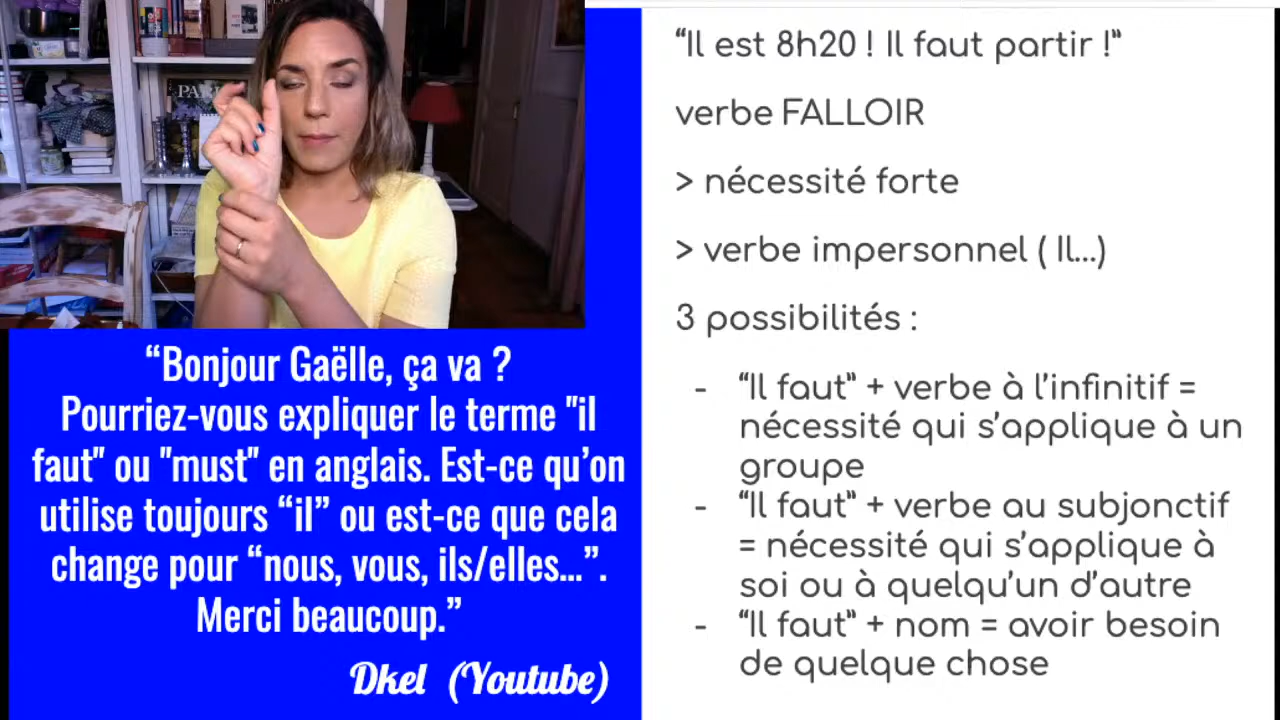 PARIS
“Bonjour Gaëlle, ça va ?
Pourriez-vous expliquer le terme "il
faut" ou "must" en anglais. Est-ce qu’on
utilise toujours “il” ou est-ce que cela
change pour “nous, vous, ils/elles...”.
Merci beaucoup.”
Dkel (Youtube)
“Il est 8h20 ! Il faut partir !”
verbe FALLOIR
> nécessité forte
> verbe impersonnel ( Il...)
3 possibilités :
- “Il faut” + verbe à l’infinitif =
nécessité qui s’applique à un
groupe
- “Il faut” + verbe au subjonctif
= nécessité qui s’applique à
soi ou à quelqu’un d’autre
- “Il faut” + nom = avoir besoin
de quelque chose